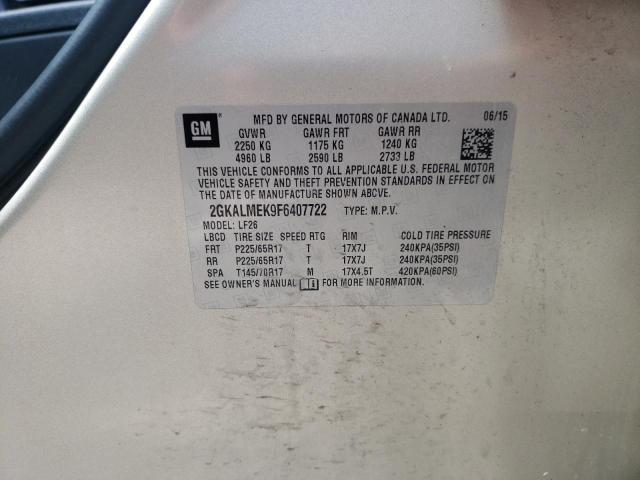 GM
MFD BY GENERAL MOTORS OF CANADA LTD. 06/15
GVWR GAWR FRT GAWR RR
2250 KG 1175 KG 1240 KG
4960 LB 2590 LB 2733 LB
THIS VEHICLE CONFORMS TO ALL APPLICABLE U.S. FEDERAL MOTOR
VEHICLE SAFETY AND THEFT PREVENTION STANDARDS IN EFFECT ON
THE DATE OF MANUFACTURE SHOWN ABOVE.
2GKALMEK9F6407722 TYPE: M.P.V.
MODEL: LF26
LBCD TIRE SIZE SPEED RTG RIM COLD TIRE PRESSURE
FRT P225/65R17 T 17X7J 240KPA(35PSI)
RR P225/65R17 T 17X7J 240KPA(35PSI)
SPA T145/70R17 M 17X4.5T 420KPA(60PSI)
SEE OWNER'S MANUAL FOR MORE INFORMATION.